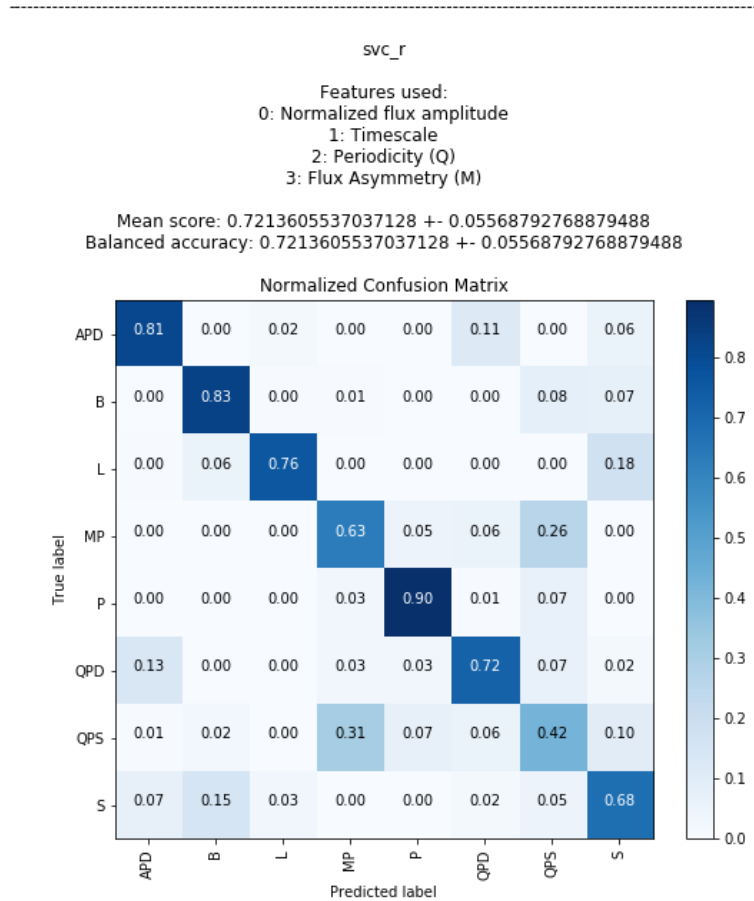 svc_r
Features used:
0: Normalized flux amplitude
1: Timescale
2: Periodicity (Q)
3: Flux Asymmetry (M)
Mean score: 0.7213605537037128 +- 0.05568792768879488
Balanced accuracy: 0.7213605537037128 +- 0.05568792768879488
Normalized Confusion Matrix
APD 0.81 0.00 0.02 0.00 0.00 0.11 0.00 0.06
B 0.00 0.83 0.00 0.01 0.00 0.00 0.08 0.07
L 0.00 0.06 0.76 0.00 0.00 0.00 0.00 0.18
MP 0.00 0.00 0.00 0.63 0.05 0.06 0.26 0.00
P 0.00 0.00 0.00 0.03 0.90 0.01 0.07 0.00
QPD 0.13 0.00 0.00 0.03 0.03 0.72 0.07 0.02
QPS 0.01 0.02 0.00 0.31 0.07 0.06 0.42 0.10
S 0.07 0.15 0.03 0.00 0.00 0.02 0.05 0.68
True label
APD B L MP P QPD QPS S
Predicted label
0.8
0.7
0.6
0.5
0.4
0.3
0.2
0.1
0.0